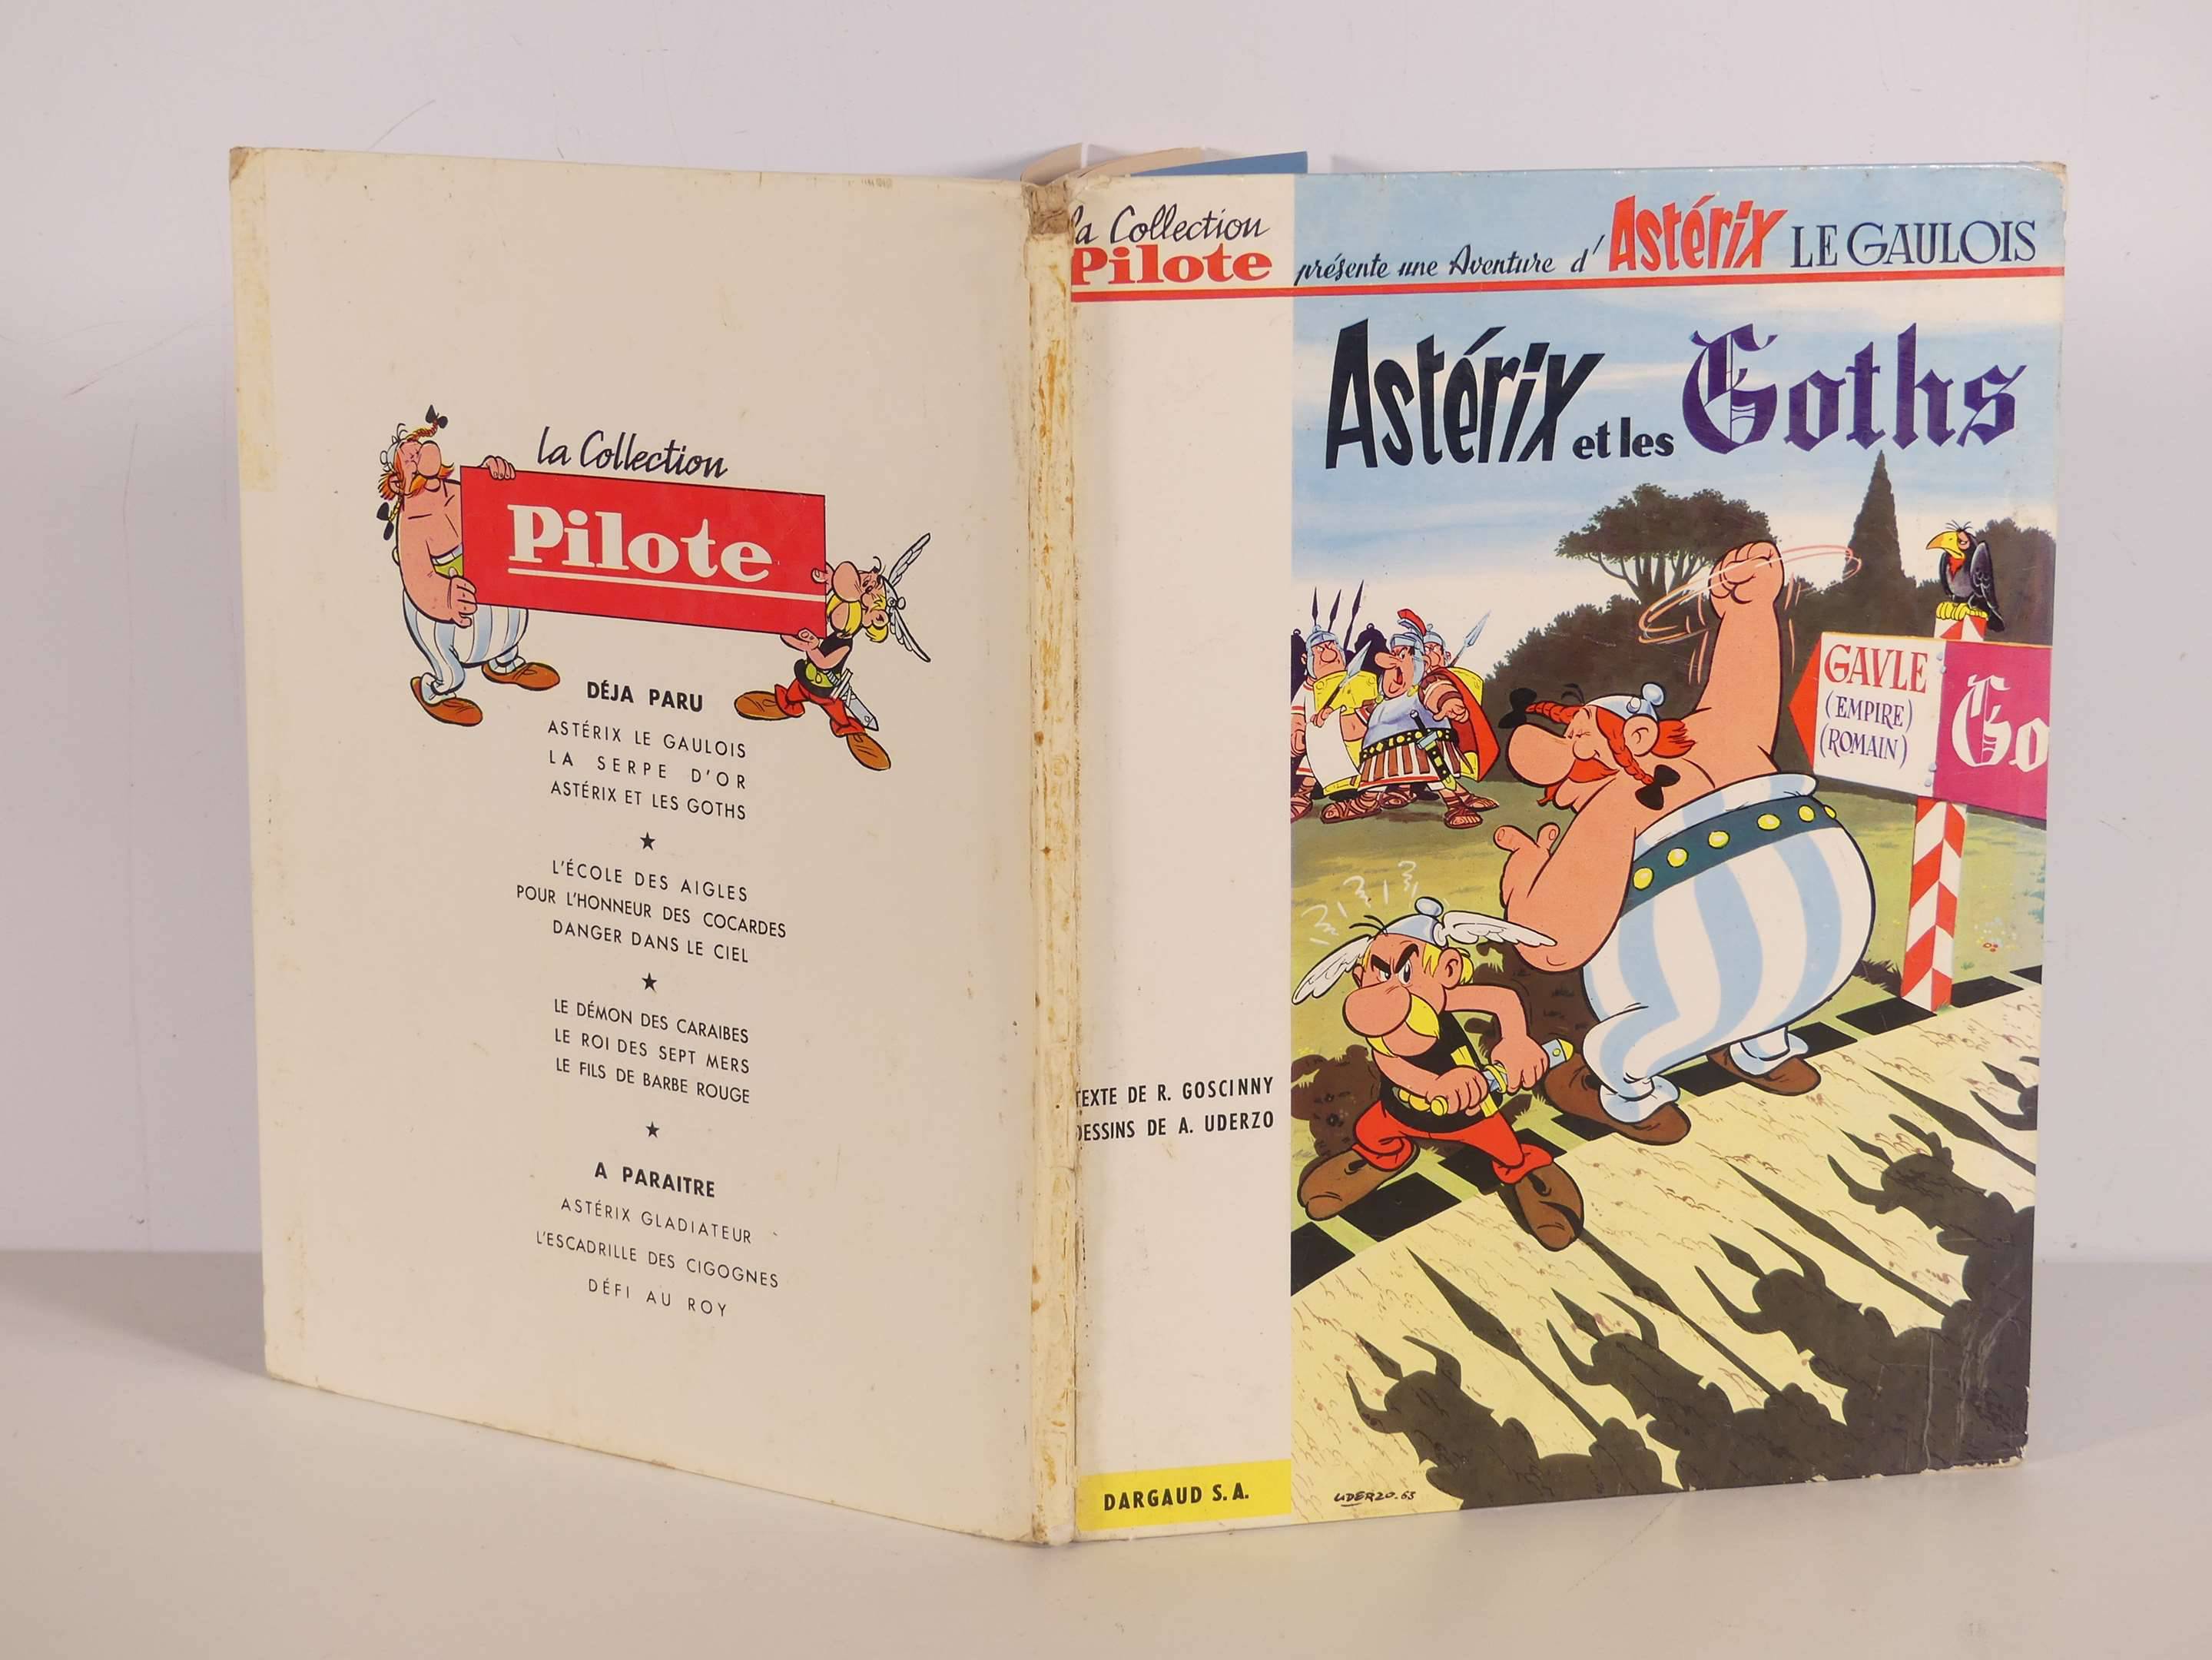 la Collection
Pilote
DÉJA PARU
ASTÉRIX LE GAULOIS
LA SERPE D'OR
ASTÉRIX ET LES GOTHS
L'ÉCOLE DES AIGLES
POUR L'HONNEUR DES COCARDES
DANGER DANS LE CIEL
LE DÉMON DES CARAIBES
LE ROI DES SEPT MERS
LE FILS DE BARBE ROUGE
A PARAITRE
ASTÉRIX GLADIATEUR
L'ESCADRILLE DES CIGOGNES
DÉFI AU ROY
la Collection
Pilote
présente une Aventure d'Astérix LE GAULOIS
Astérix et les Goths
GAVLE
(EMPIRE)
(ROMAIN)
Go
TEXTE DE R. GOSCINNY
DESSINS DE A. UDERZO
DARGAUD S.A.
UDERZO.63